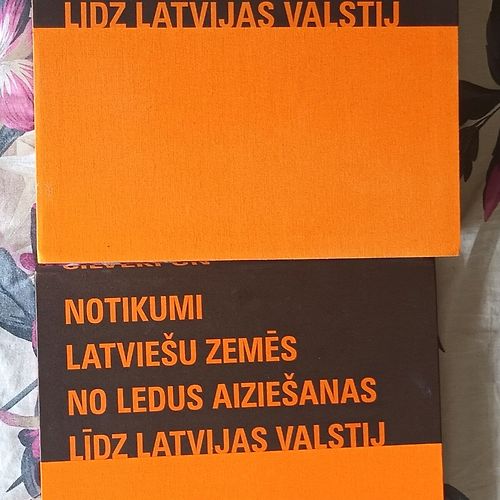 LĪDZ LATVIJAS VALSTIJ
NOTIKUMI
LATVIEŠU ZEMĒS
NO LEDUS AIZIEŠANAS
LĪDZ LATVIJAS VALSTIJ